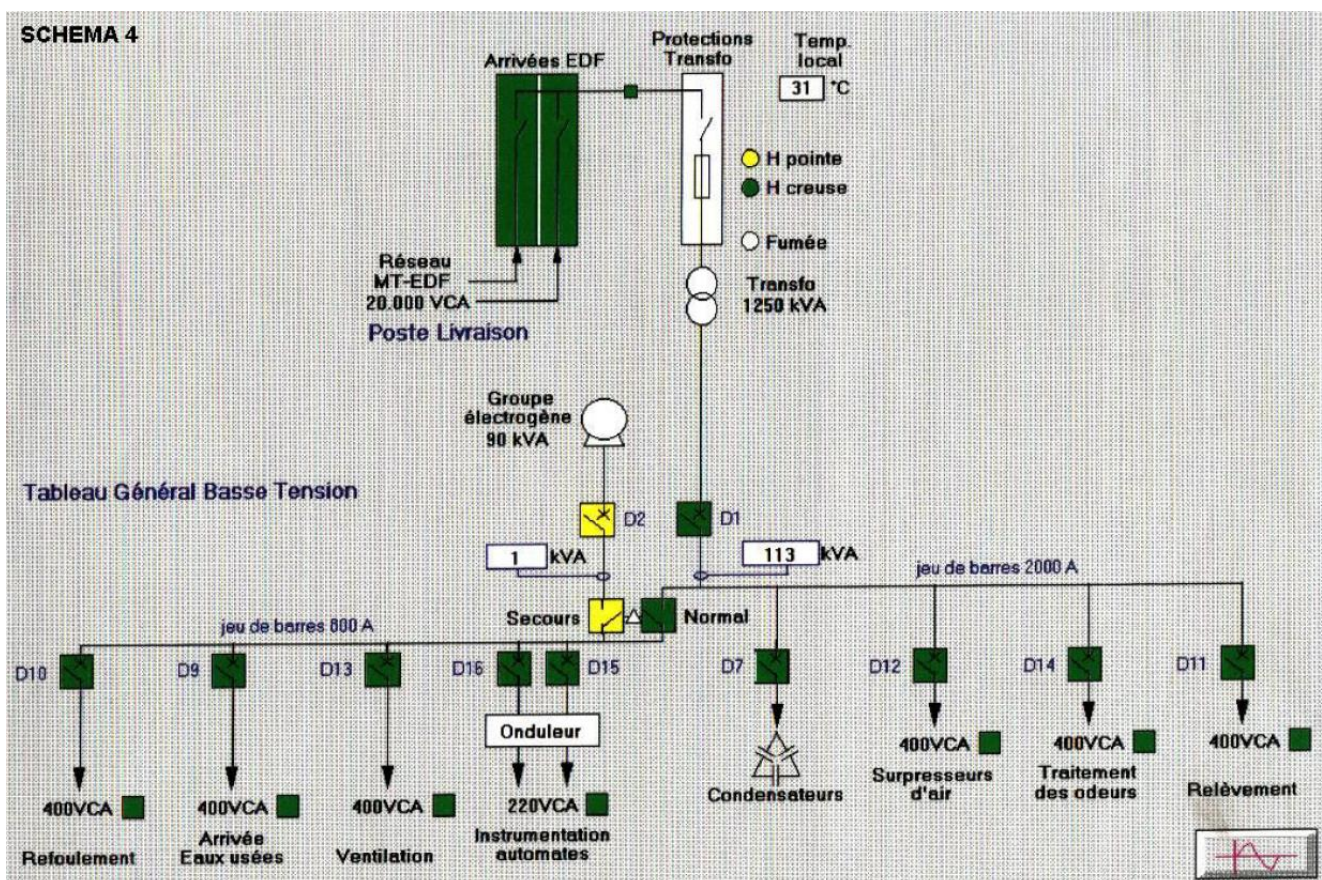 SCHEMA 4
Arrivées EDF
Protections
Transfo
Temp.
local
31 °C
H pointe
H creuse
Fumée
Réseau
MT-EDF
20.000 VCA
Poste Livraison
Transfo
1250 kVA
Groupe
électrogène
90 kVA
Tableau Général Basse Tension
D2
D1
1 kVA
113 kVA
jeu de barres 2000 A
Secours
Normal
jeu de barres 800 A
D10
D9
D13
D16
D15
D7
D12
D14
D11
Onduleur
400VCA
Refoulement
400VCA
Arrivée
Eaux usées
400VCA
Ventilation
220VCA
Instrumentation
automates
Condensateurs
400VCA
Surpresseurs
d'air
400VCA
Traitement
des odeurs
400VCA
Relèvement